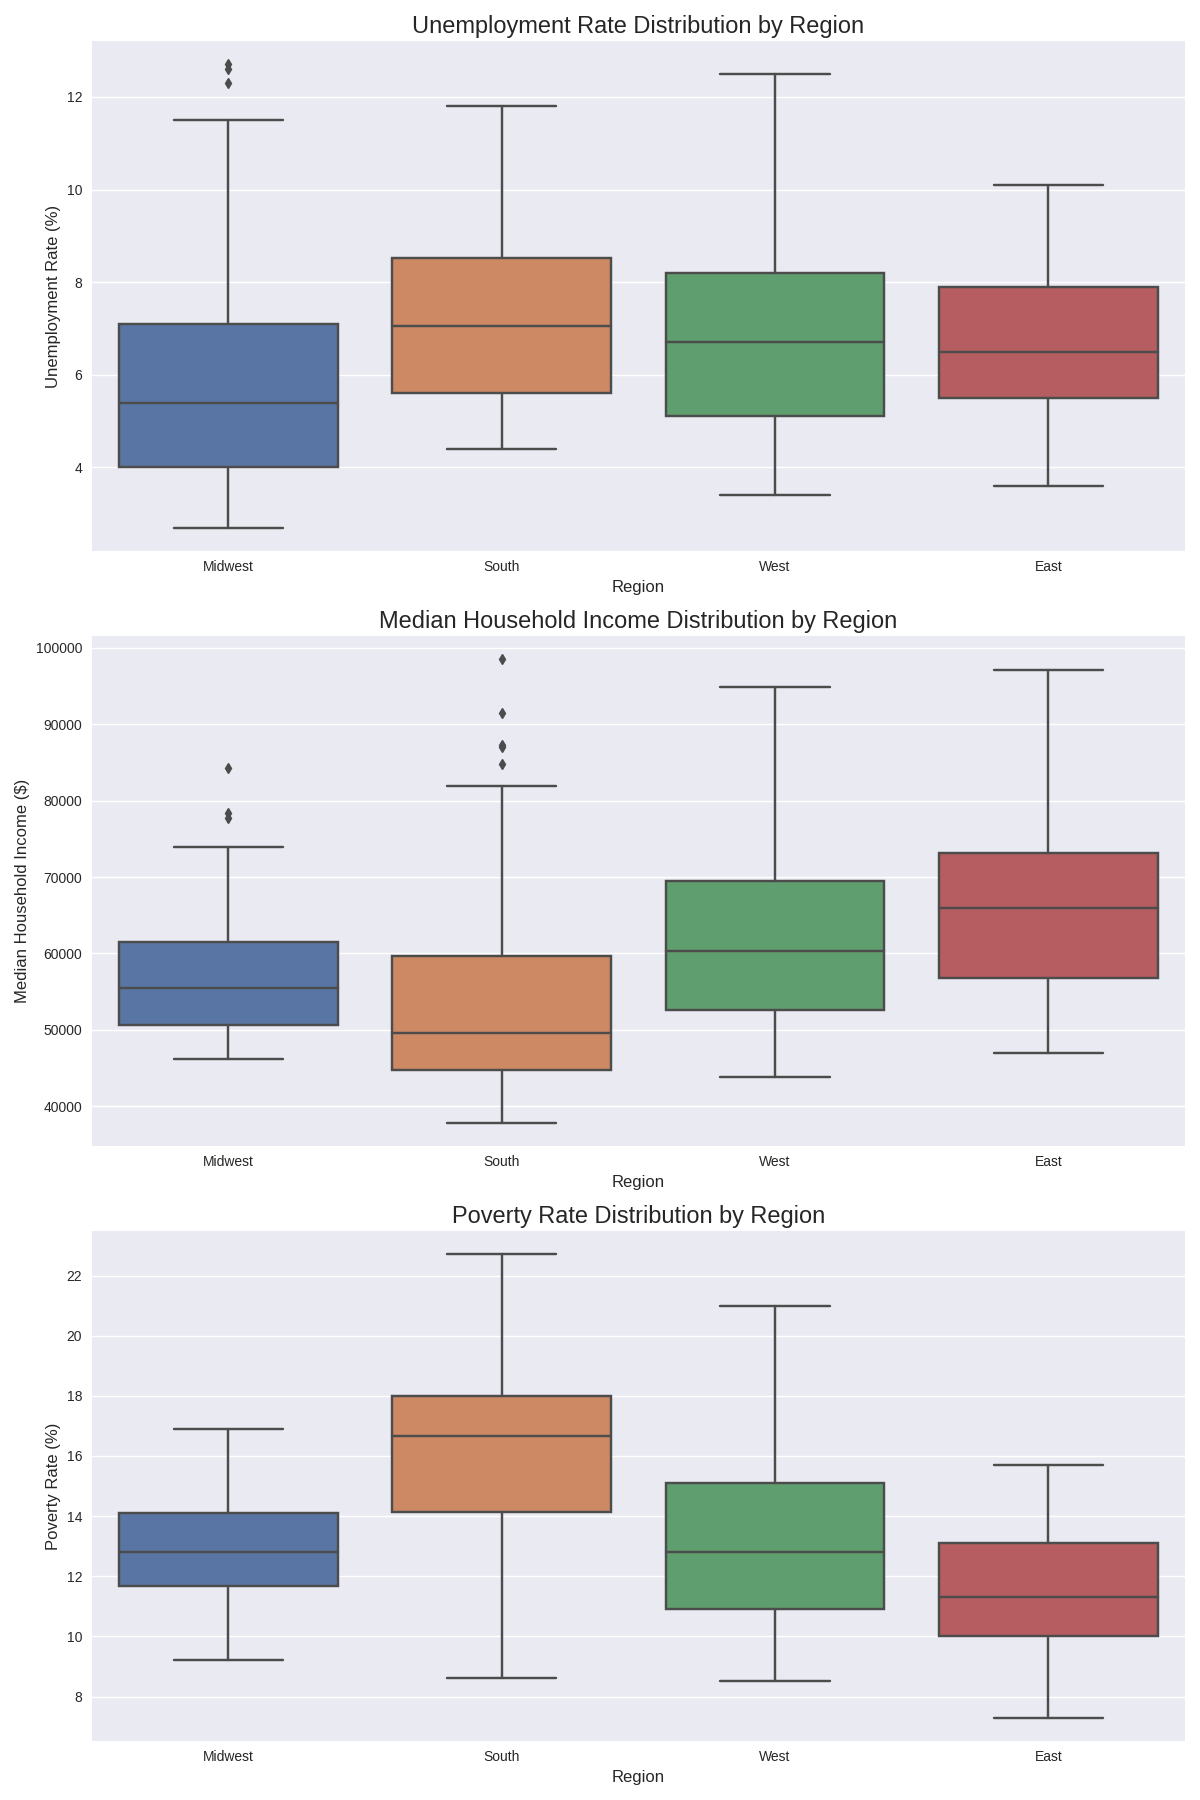 Unemployment Rate Distribution by Region
Unemployment Rate (%)
12
10
8
6
4
Midwest South West East
Region
Median Household Income Distribution by Region
Median Household Income ($)
100000
90000
80000
70000
60000
50000
40000
Midwest South West East
Region
Poverty Rate Distribution by Region
Poverty Rate (%)
22
20
18
16
14
12
10
8
Midwest South West East
Region